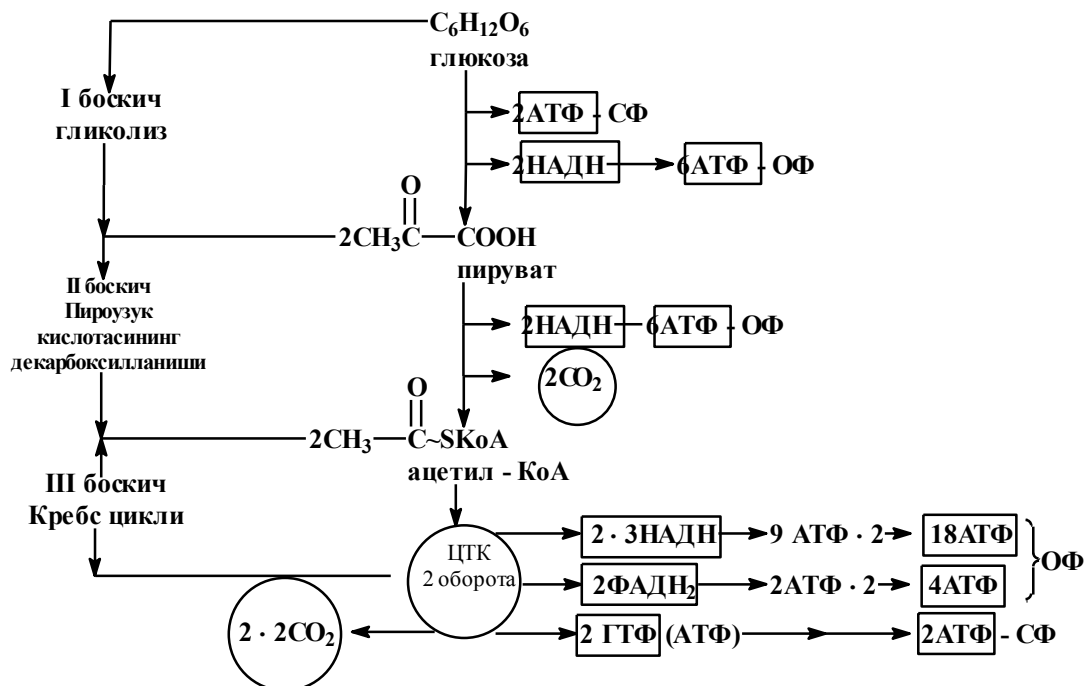 C₆H₁₂O₆
глюкоза
I боскич
гликолиз
2АТФ - СФ
2НАДН 6АТФ - ОФ
O
2CH₃C COOH
пируват
II боскич
Пироузук
кислотасининг
декарбоксилланиши
2НАДН 6АТФ - ОФ
2CO₂
O
2CH₃ C~SKoA
ацетил - КоА
III боскич
Кребс цикли
ЦТК
2 оборота
2 · 3НАДН 9 АТФ · 2 18АТФ
ОФ
2ФАДН₂ 2АТФ · 2 4АТФ
2 · 2CO₂
2 ГТФ (АТФ) 2АТФ - СФ